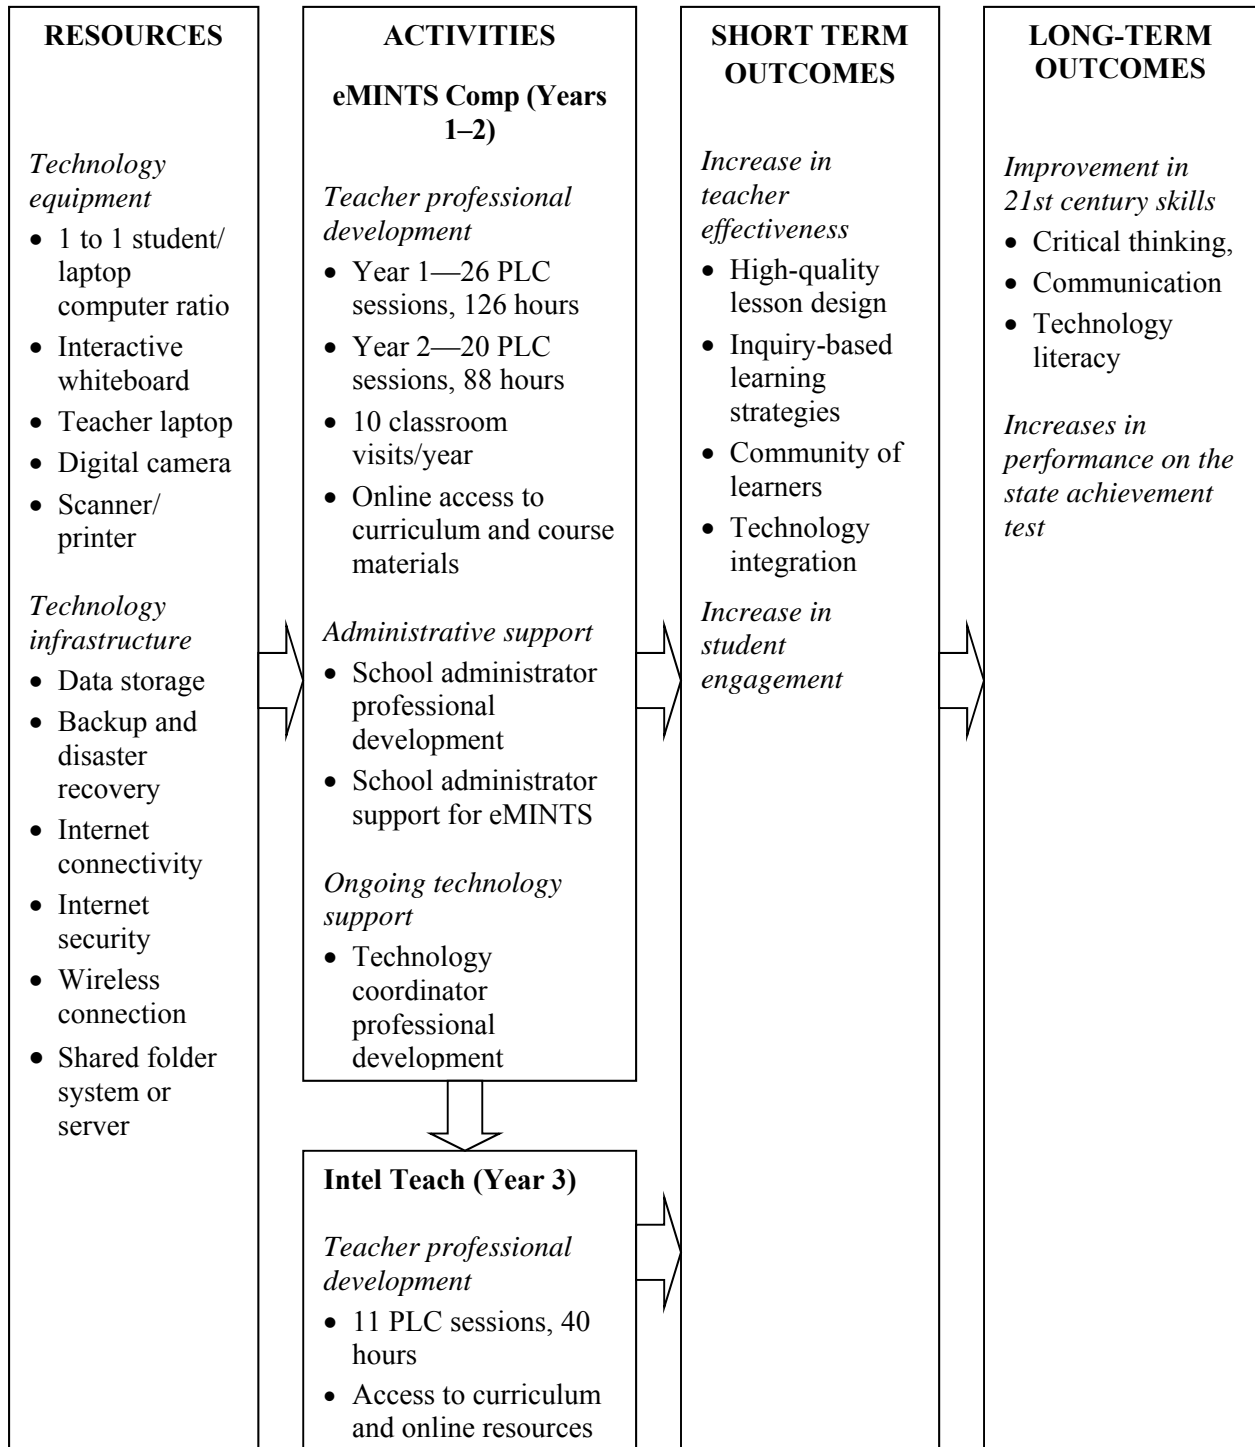 RESOURCES
Technology
equipment
• 1 to 1 student/
laptop
computer ratio
• Interactive
whiteboard
• Teacher laptop
• Digital camera
• Scanner/
printer
Technology
infrastructure
• Data storage
• Backup and
disaster
recovery
• Internet
connectivity
• Internet
security
• Wireless
connection
• Shared folder
system or
server
ACTIVITIES
eMINTS Comp (Years
1–2)
Teacher professional
development
• Year 1—26 PLC
sessions, 126 hours
• Year 2—20 PLC
sessions, 88 hours
• 10 classroom
visits/year
• Online access to
curriculum and course
materials
Administrative support
• School administrator
professional
development
• School administrator
support for eMINTS
Ongoing technology
support
• Technology
coordinator
professional
development
Intel Teach (Year 3)
Teacher professional
development
• 11 PLC sessions, 40
hours
• Access to curriculum
and online resources
SHORT TERM
OUTCOMES
Increase in
teacher
effectiveness
• High-quality
lesson design
• Inquiry-based
learning
strategies
• Community of
learners
• Technology
integration
Increase in
student
engagement
LONG-TERM
OUTCOMES
Improvement in
21st century skills
• Critical thinking,
• Communication
• Technology
literacy
Increases in
performance on the
state achievement
test